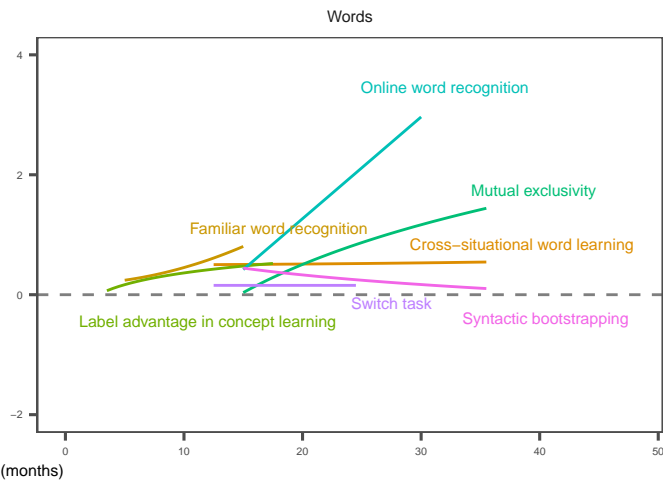 Words
4
Online word recognition
2
Mutual exclusivity
Familiar word recognition
Cross−situational word learning
0
Switch task
Label advantage in concept learning
Syntactic bootstrapping
−2
0 10 20 30 40 50
(months)